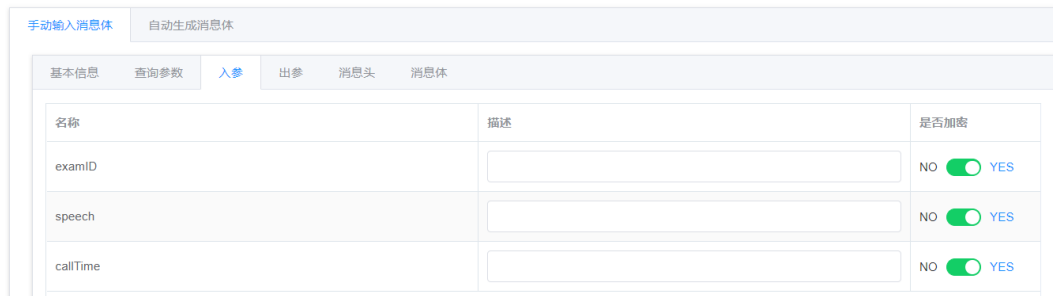 手动输入消息体 自动生成消息体
基本信息 查询参数 入参 出参 消息头 消息体
名称 描述 是否加密
examID NO YES
speech NO YES
callTime NO YES